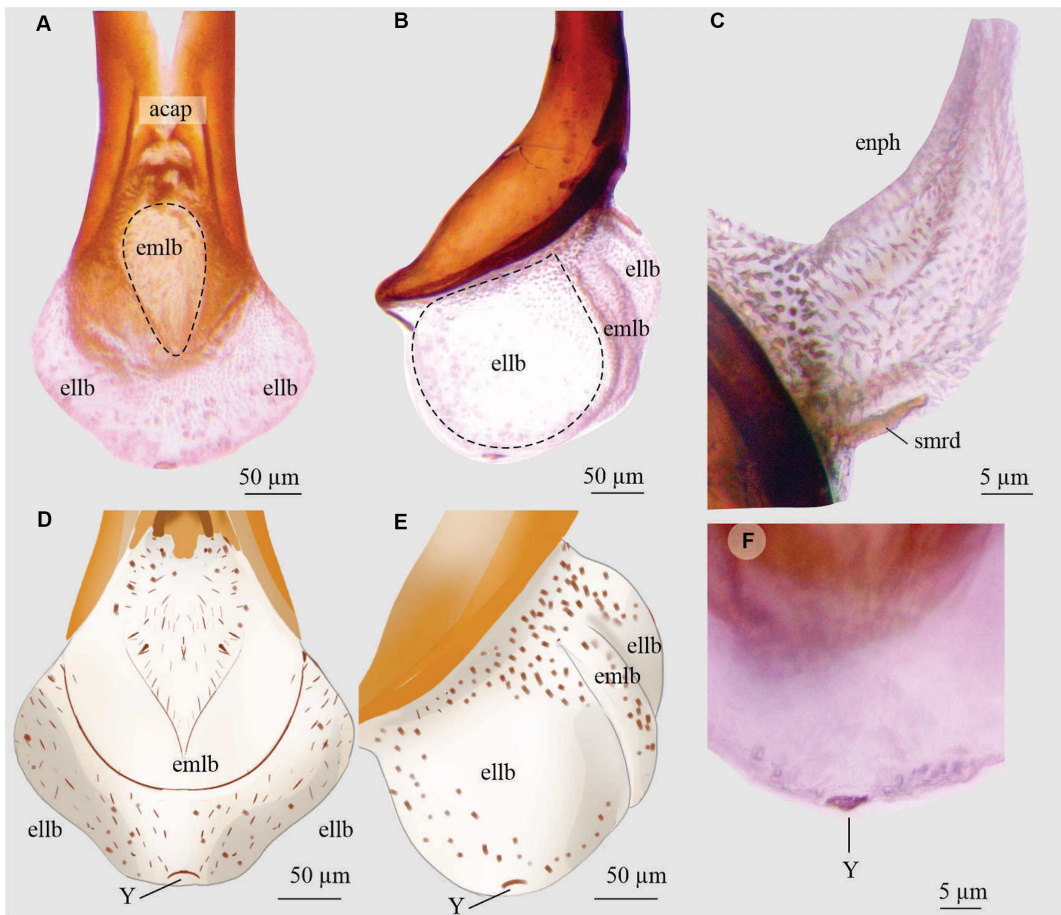 A
acap
emlb
ellb
ellb
50 µm
B
ellb
emlb
ellb
50 µm
C
enph
smrd
5 µm
D
emlb
ellb
ellb
Y
50 µm
E
ellb
emlb
ellb
Y
50 µm
F
Y
5 µm